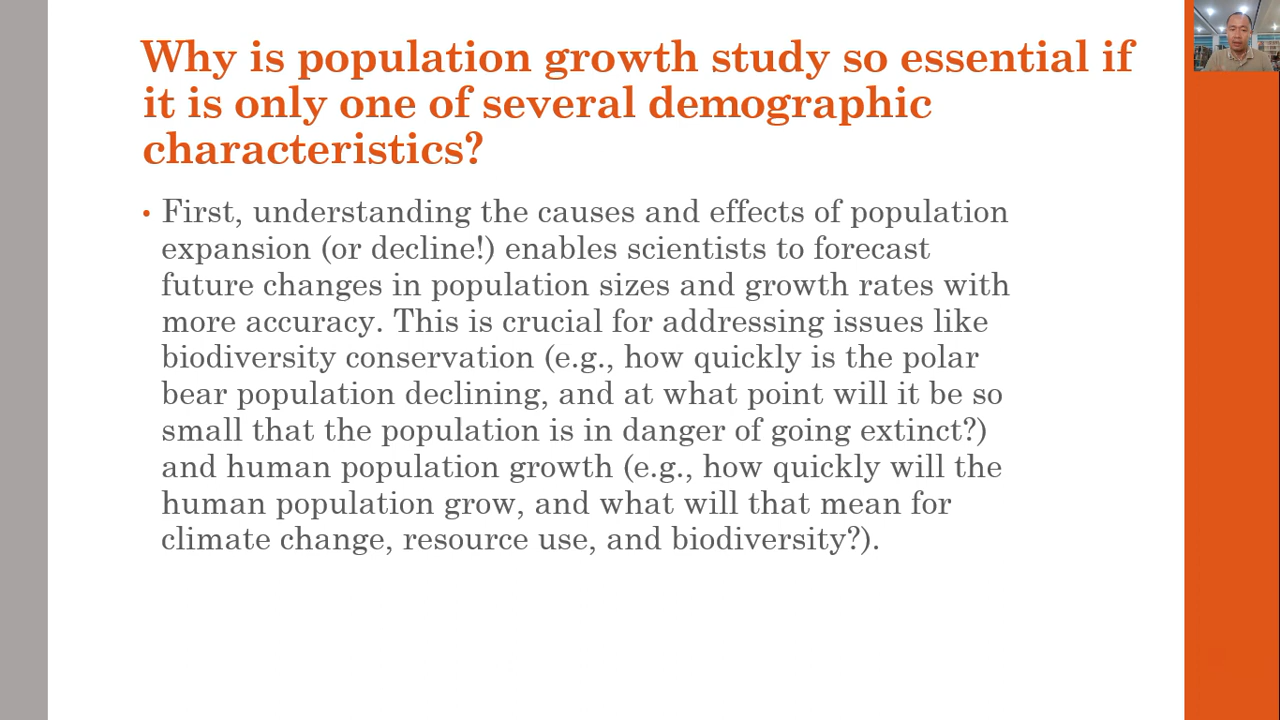 Why is population growth study so essential if
it is only one of several demographic
characteristics?
• First, understanding the causes and effects of population
expansion (or decline!) enables scientists to forecast
future changes in population sizes and growth rates with
more accuracy. This is crucial for addressing issues like
biodiversity conservation (e.g., how quickly is the polar
bear population declining, and at what point will it be so
small that the population is in danger of going extinct?)
and human population growth (e.g., how quickly will the
human population grow, and what will that mean for
climate change, resource use, and biodiversity?).